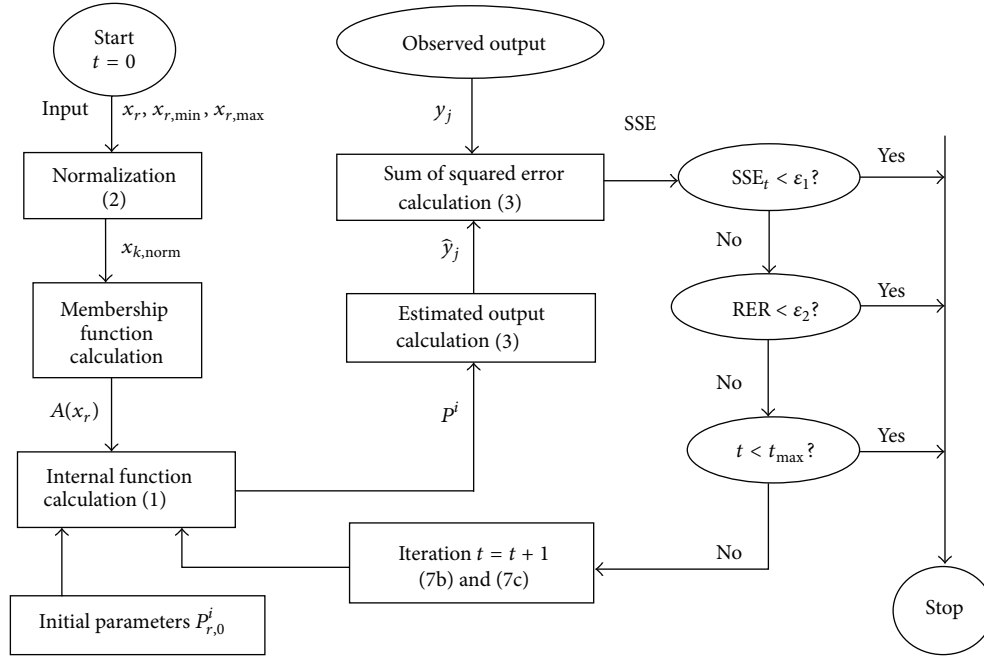 Start
t = 0
Input
x_r, x_{r,min}, x_{r,max}
Normalization
(2)
x_{k,norm}
Membership
function
calculation
A(x_r)
Internal function
calculation (1)
Initial parameters P^i_{r,0}
Observed output
y_j
Sum of squared error
calculation (3)
ŷ_j
Estimated output
calculation (3)
P^i
Iteration t = t + 1
(7b) and (7c)
SSE
SSE_t < ε_1?
Yes
No
RER < ε_2?
Yes
No
t < t_max?
Yes
No
Stop